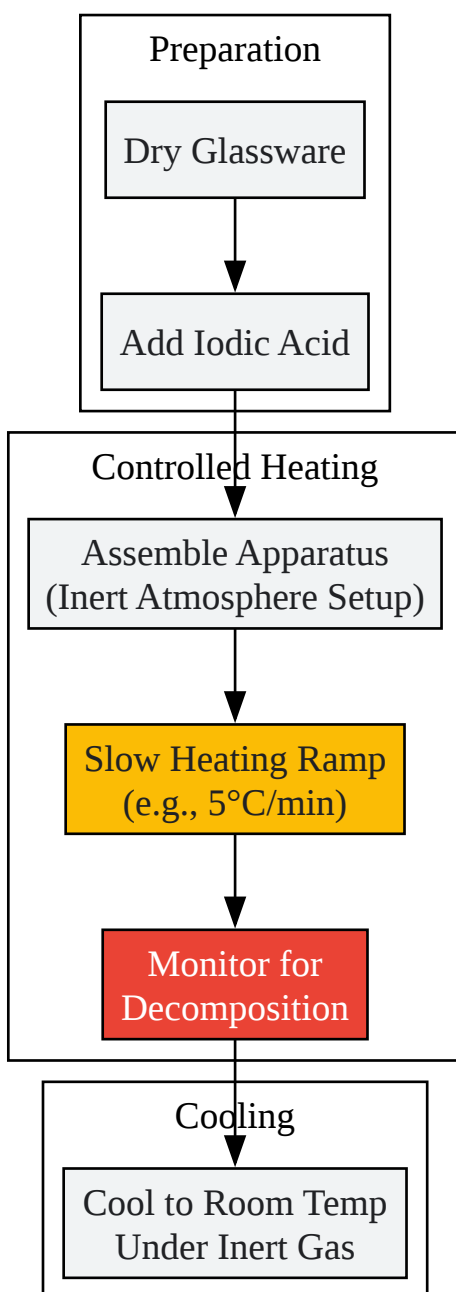 Preparation
Dry Glassware
Add Iodic Acid
Controlled Heating
Assemble Apparatus
(Inert Atmosphere Setup)
Slow Heating Ramp
(e.g., 5°C/min)
Monitor for
Decomposition
Cooling
Cool to Room Temp
Under Inert Gas